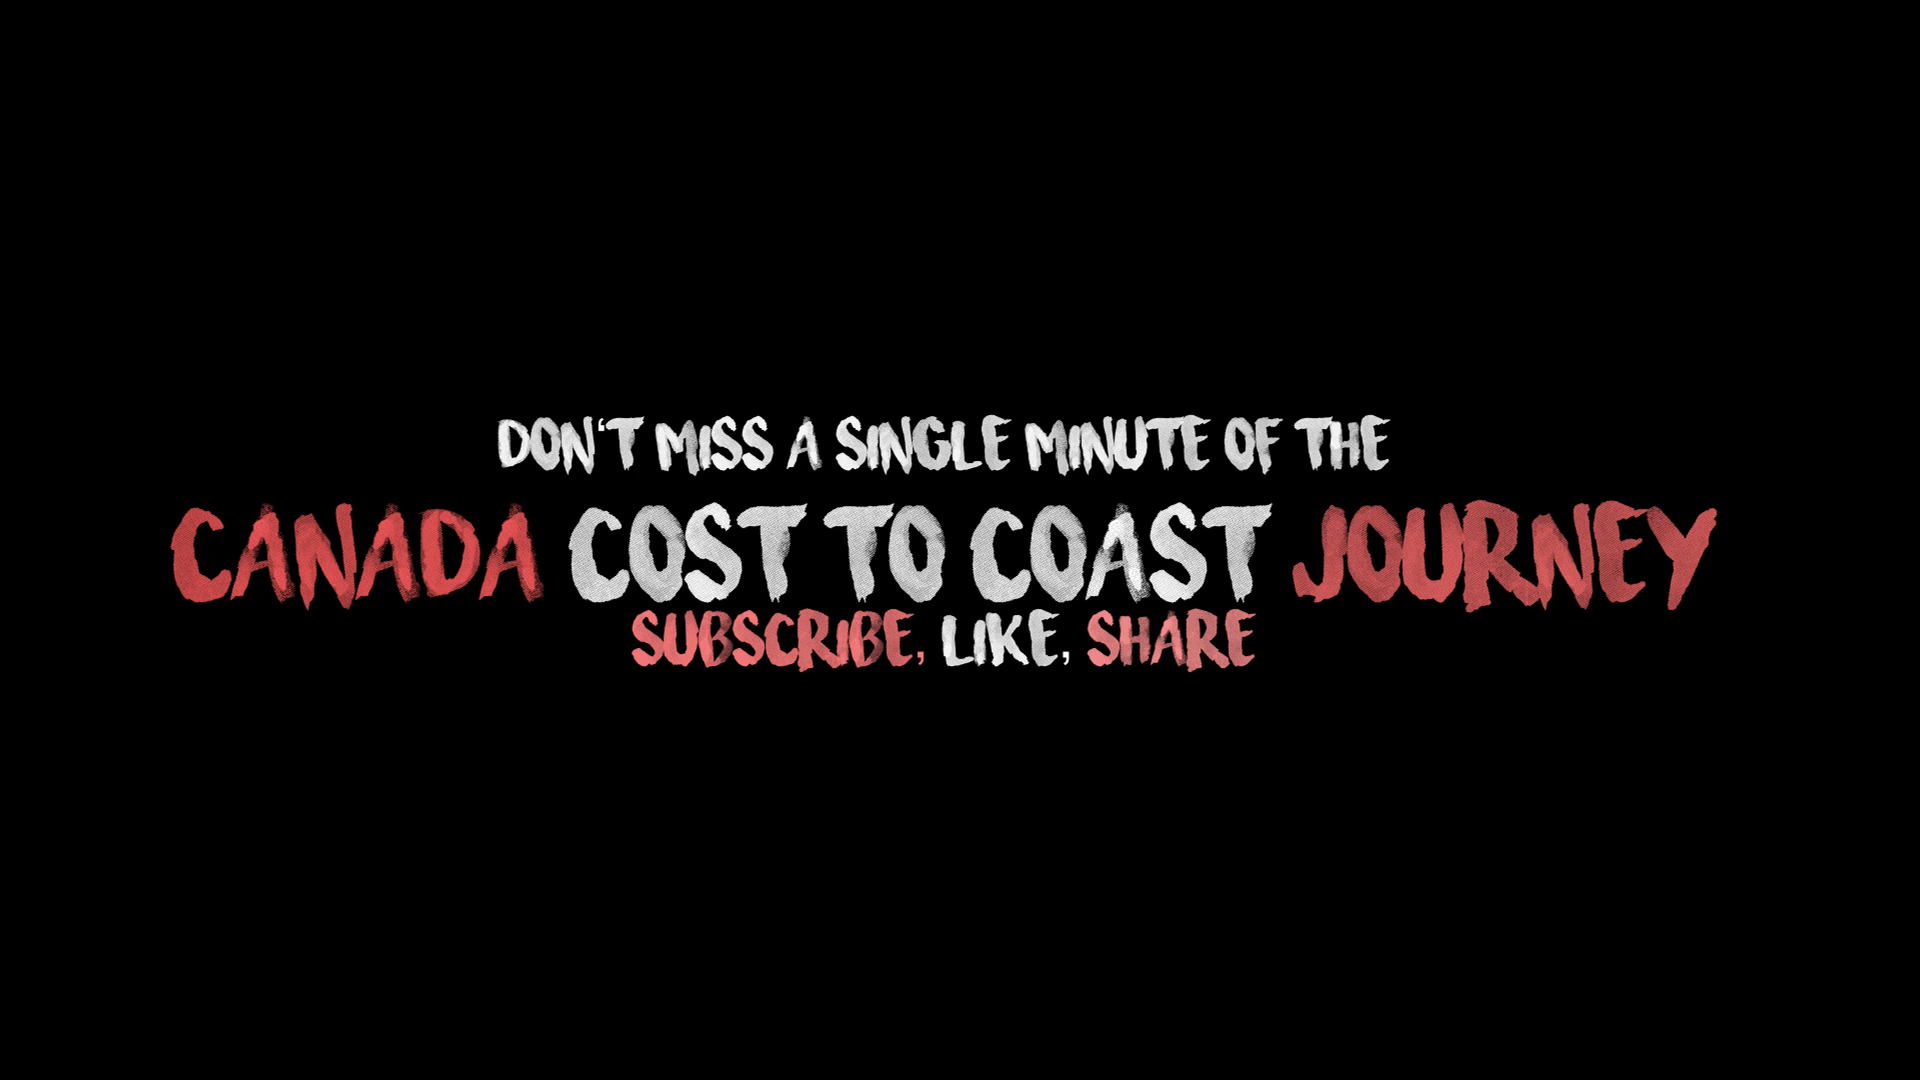 DON'T MISS A SINGLE MINUTE OF THE
CANADA COST TO COAST JOURNEY
SUBSCRIBE, LIKE, SHARE